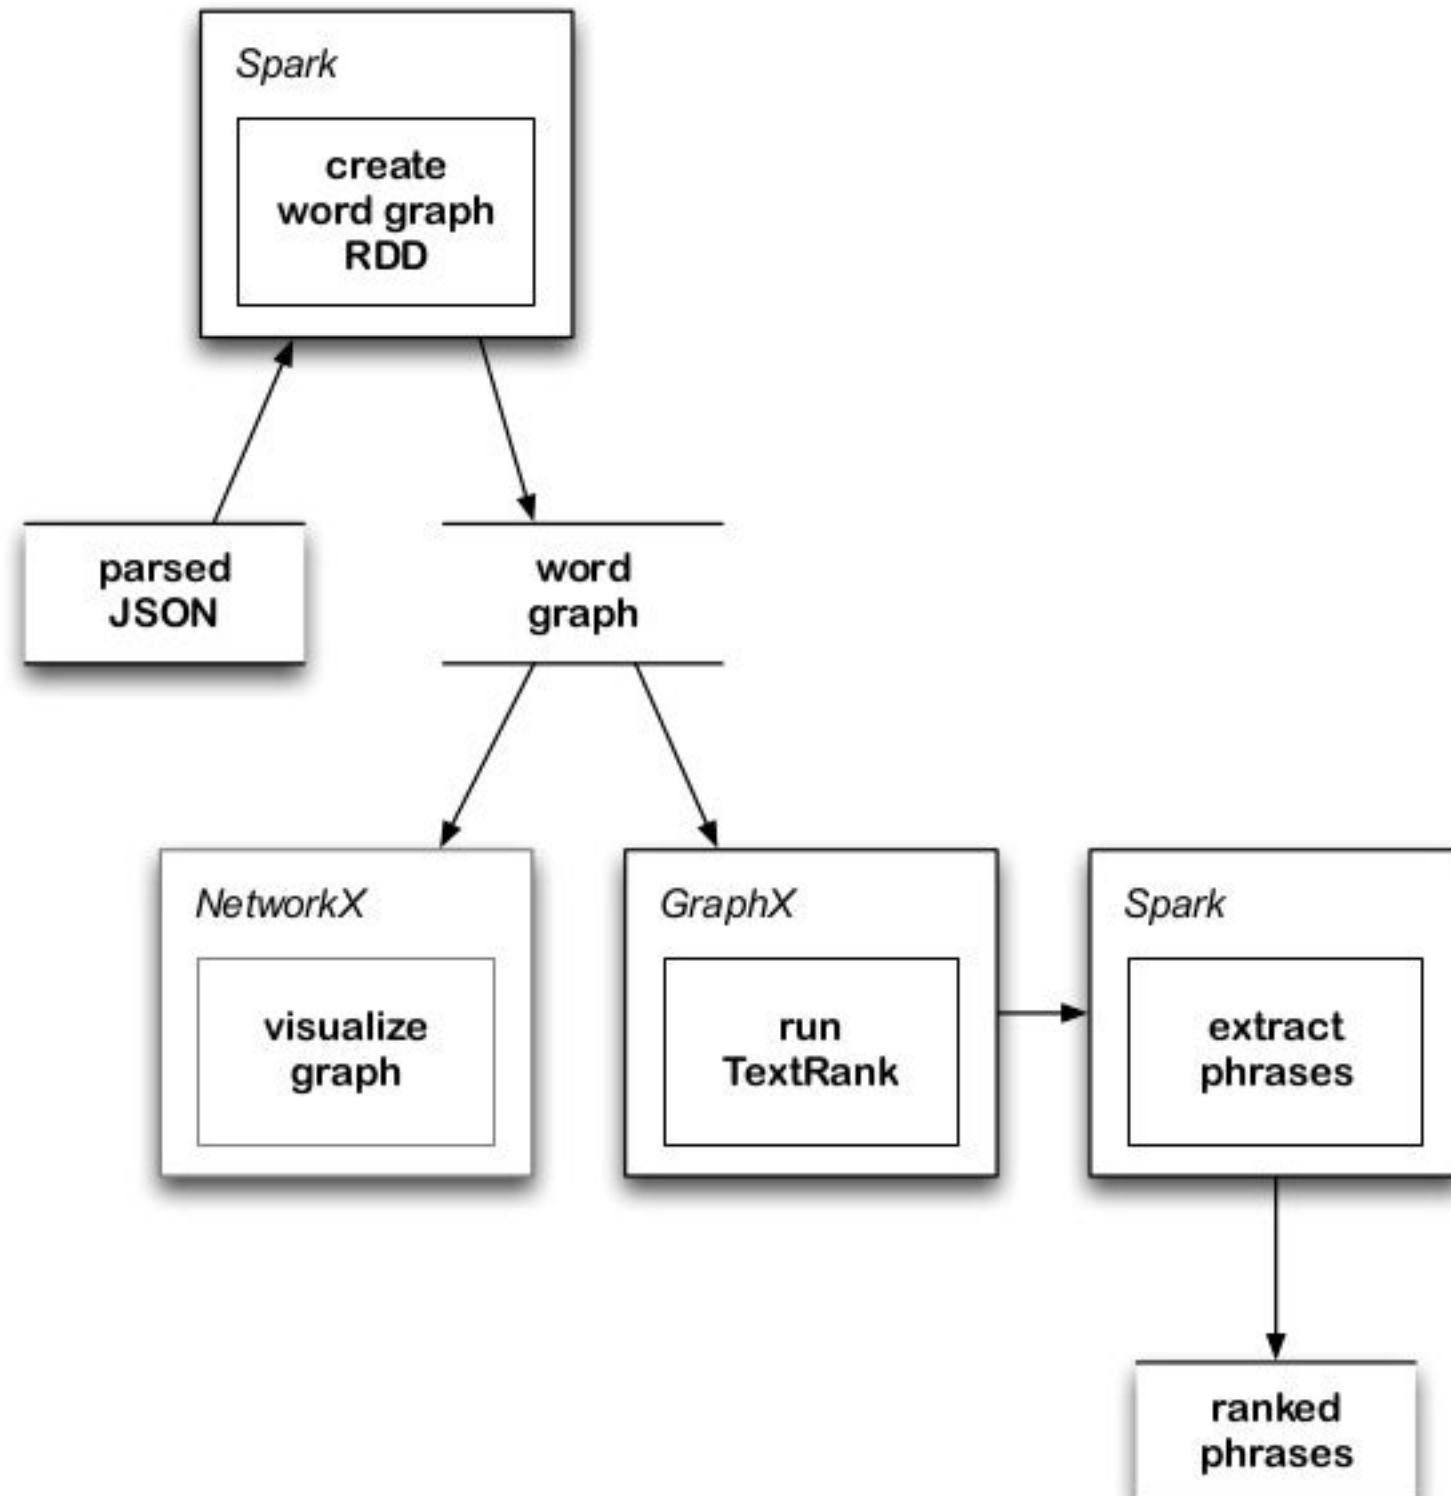 Spark
create
word graph
RDD
parsed
JSON
word
graph
NetworkX
visualize
graph
GraphX
run
TextRank
Spark
extract
phrases
ranked
phrases